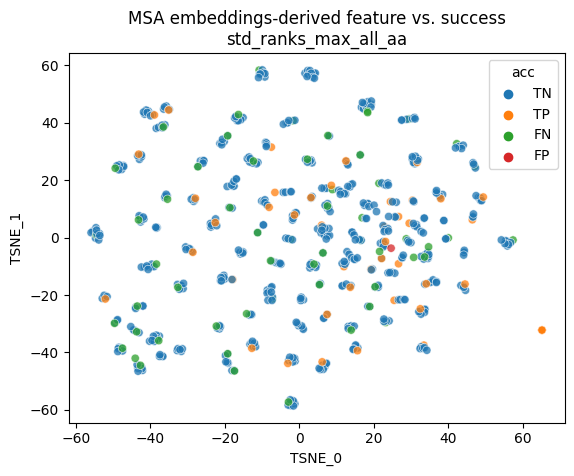 MSA embeddings-derived feature vs. success
std_ranks_max_all_aa
acc
TN
TP
FN
FP
60
40
20
0
−20
−40
−60
TSNE_1
−60
−40
−20
0
20
40
60
TSNE_0